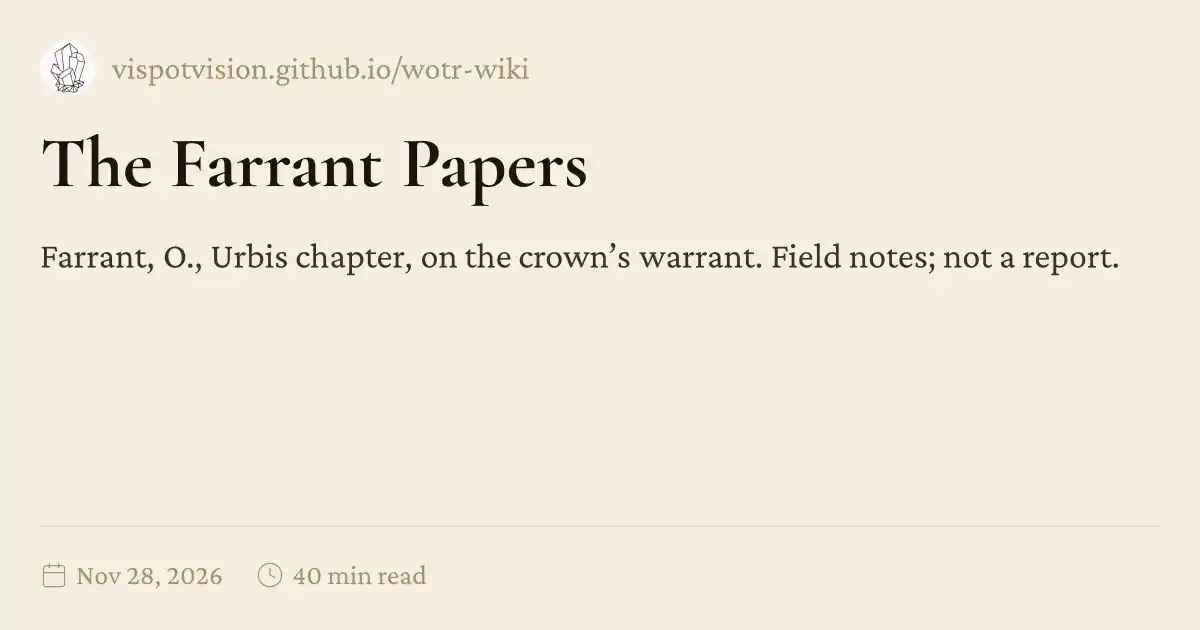 vispotvision.github.io/wotr-wiki
The Farrant Papers
Farrant, O., Urbis chapter, on the crown’s warrant. Field notes; not a report.
Nov 28, 2026
40 min read